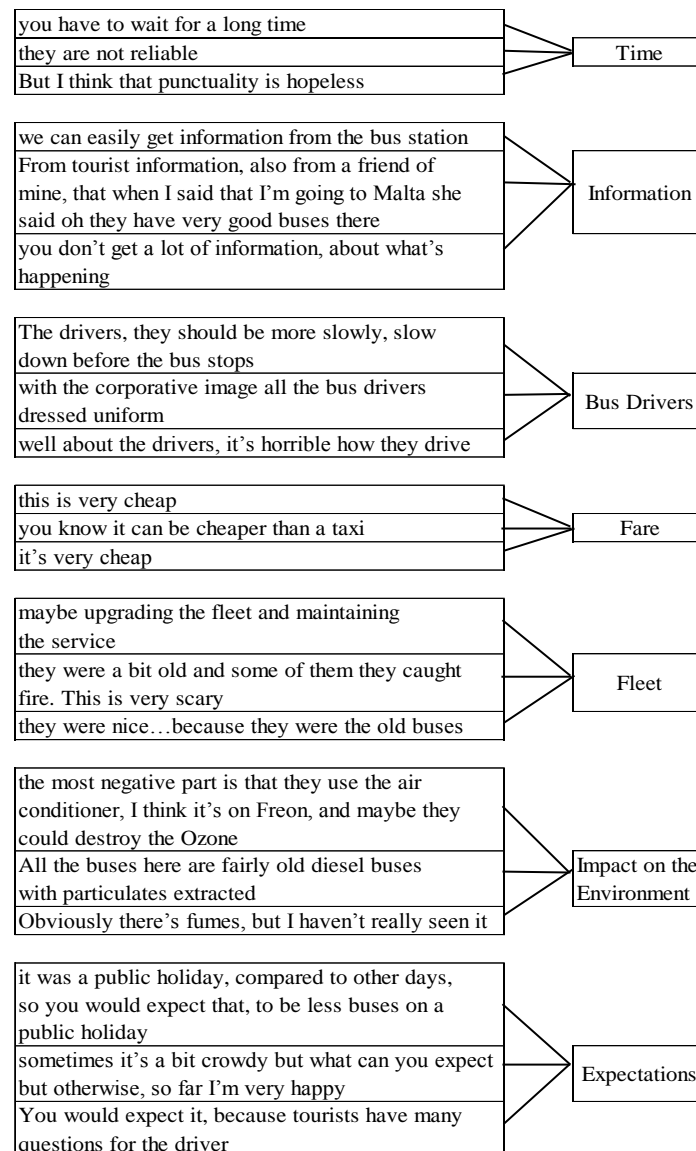 you have to wait for a long time
they are not reliable
But I think that punctuality is hopeless
Time
we can easily get information from the bus station
From tourist information, also from a friend of
mine, that when I said that I'm going to Malta she
said oh they have very good buses there
you don't get a lot of information, about what's
happening
Information
The drivers, they should be more slowly, slow
down before the bus stops
with the corporative image all the bus drivers
dressed uniform
well about the drivers, it's horrible how they drive
Bus Drivers
this is very cheap
you know it can be cheaper than a taxi
it's very cheap
Fare
maybe upgrading the fleet and maintaining
the service
they were a bit old and some of them they caught
fire. This is very scary
they were nice…because they were the old buses
Fleet
the most negative part is that they use the air
conditioner, I think it's on Freon, and maybe they
could destroy the Ozone
All the buses here are fairly old diesel buses
with particulates extracted
Obviously there's fumes, but I haven't really seen it
Impact on the
Environment
it was a public holiday, compared to other days,
so you would expect that, to be less buses on a
public holiday
sometimes it's a bit crowdy but what can you expect
but otherwise, so far I'm very happy
You would expect it, because tourists have many
questions for the driver
Expectations